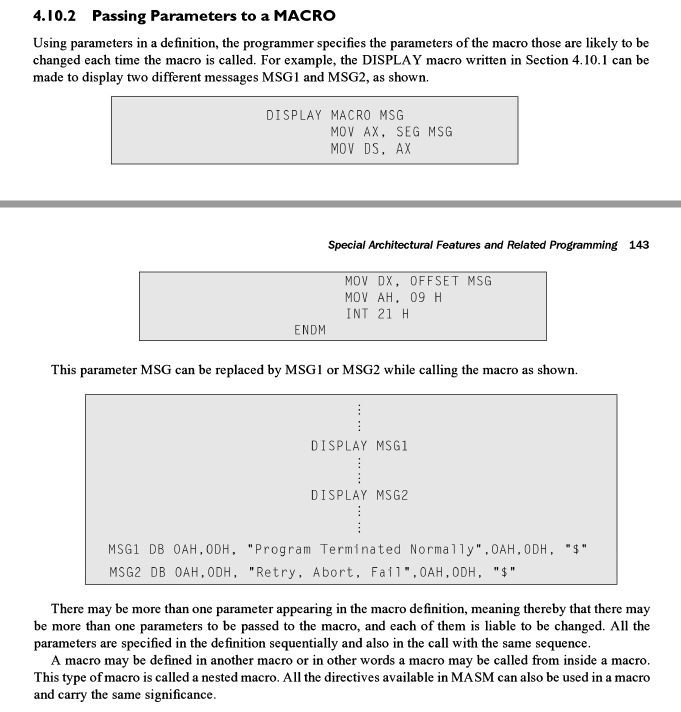 4.10.2 Passing Parameters to a MACRO
Using parameters in a definition, the programmer specifies the parameters of the macro those are likely to be
changed each time the macro is called. For example, the DISPLAY macro written in Section 4.10.1 can be
made to display two different messages MSG1 and MSG2, as shown.
DISPLAY MACRO MSG
MOV AX, SEG MSG
MOV DS, AX
Special Architectural Features and Related Programming 143
MOV DX, OFFSET MSG
MOV AH, 09 H
INT 21 H
ENDM
This parameter MSG can be replaced by MSG1 or MSG2 while calling the macro as shown.
⋮
⋮
DISPLAY MSG1
⋮
⋮
DISPLAY MSG2
⋮
⋮
MSG1 DB 0AH,0DH, "Program Terminated Normally",0AH,0DH, "$"
MSG2 DB 0AH,0DH, "Retry, Abort, Fail",0AH,0DH, "$"
There may be more than one parameter appearing in the macro definition, meaning thereby that there may
be more than one parameters to be passed to the macro, and each of them is liable to be changed. All the
parameters are specified in the definition sequentially and also in the call with the same sequence.
A macro may be defined in another macro or in other words a macro may be called from inside a macro.
This type of macro is called a nested macro. All the directives available in MASM can also be used in a macro
and carry the same significance.